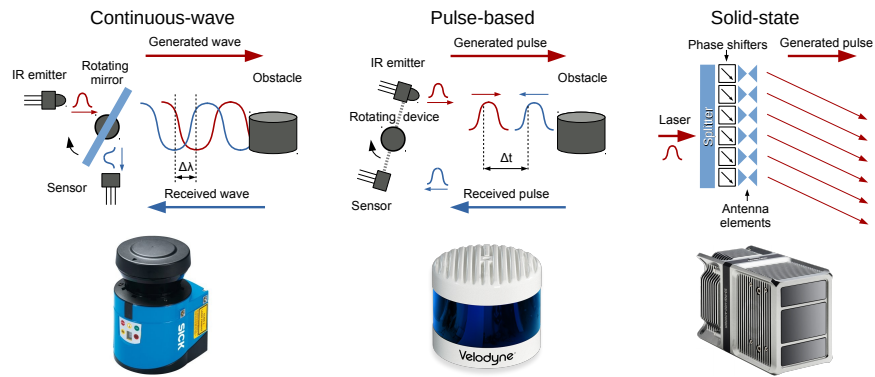 Continuous-wave
Generated wave
Rotating
mirror
IR emitter
Obstacle
Δλ
Sensor
Received wave
SICK
Pulse-based
Generated pulse
IR emitter
Obstacle
Rotating device
Δt
Received pulse
Sensor
Velodyne
Solid-state
Phase shifters
Generated pulse
Laser
Splitter
Antenna
elements